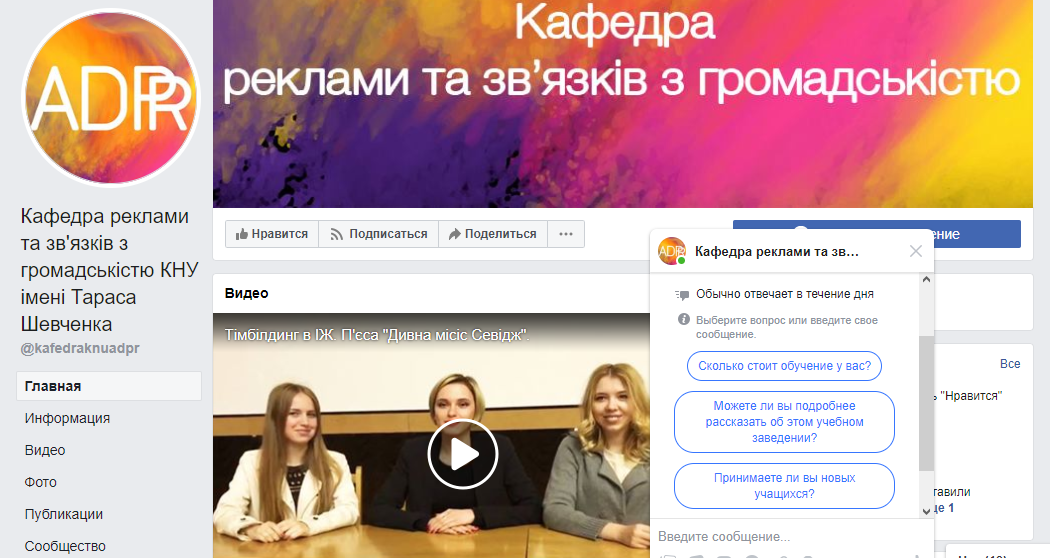 Кафедра
реклами та зв’язків з громадськістю
ADPR
Кафедра реклами
та зв'язків з
громадськістю КНУ
імені Тараса
Шевченка
@kafedraknuadpr
Главная
Информация
Видео
Фото
Публикации
Сообщество
Нравится
Подписаться
Поделиться
Видео
Тімбілдинг в ІЖ. П'єса "Дивна місіс Севідж".
ADPR
Кафедра реклами та зв...
Обычно отвечает в течение дня
Выберите вопрос или введите свое
сообщение.
Сколько стоит обучение у вас?
Можете ли вы подробнее
рассказать об этом учебном
заведении?
Принимаете ли вы новых
учащихся?
Введите сообщение...
Все
"Нравится"
1